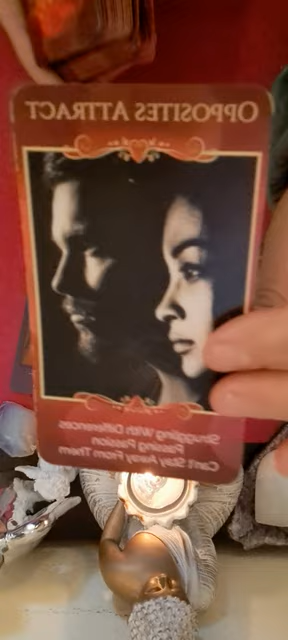 OPPOSITES ATTRACT
Struggling With Differences
Passing Passion
Can't Stay Away From Them